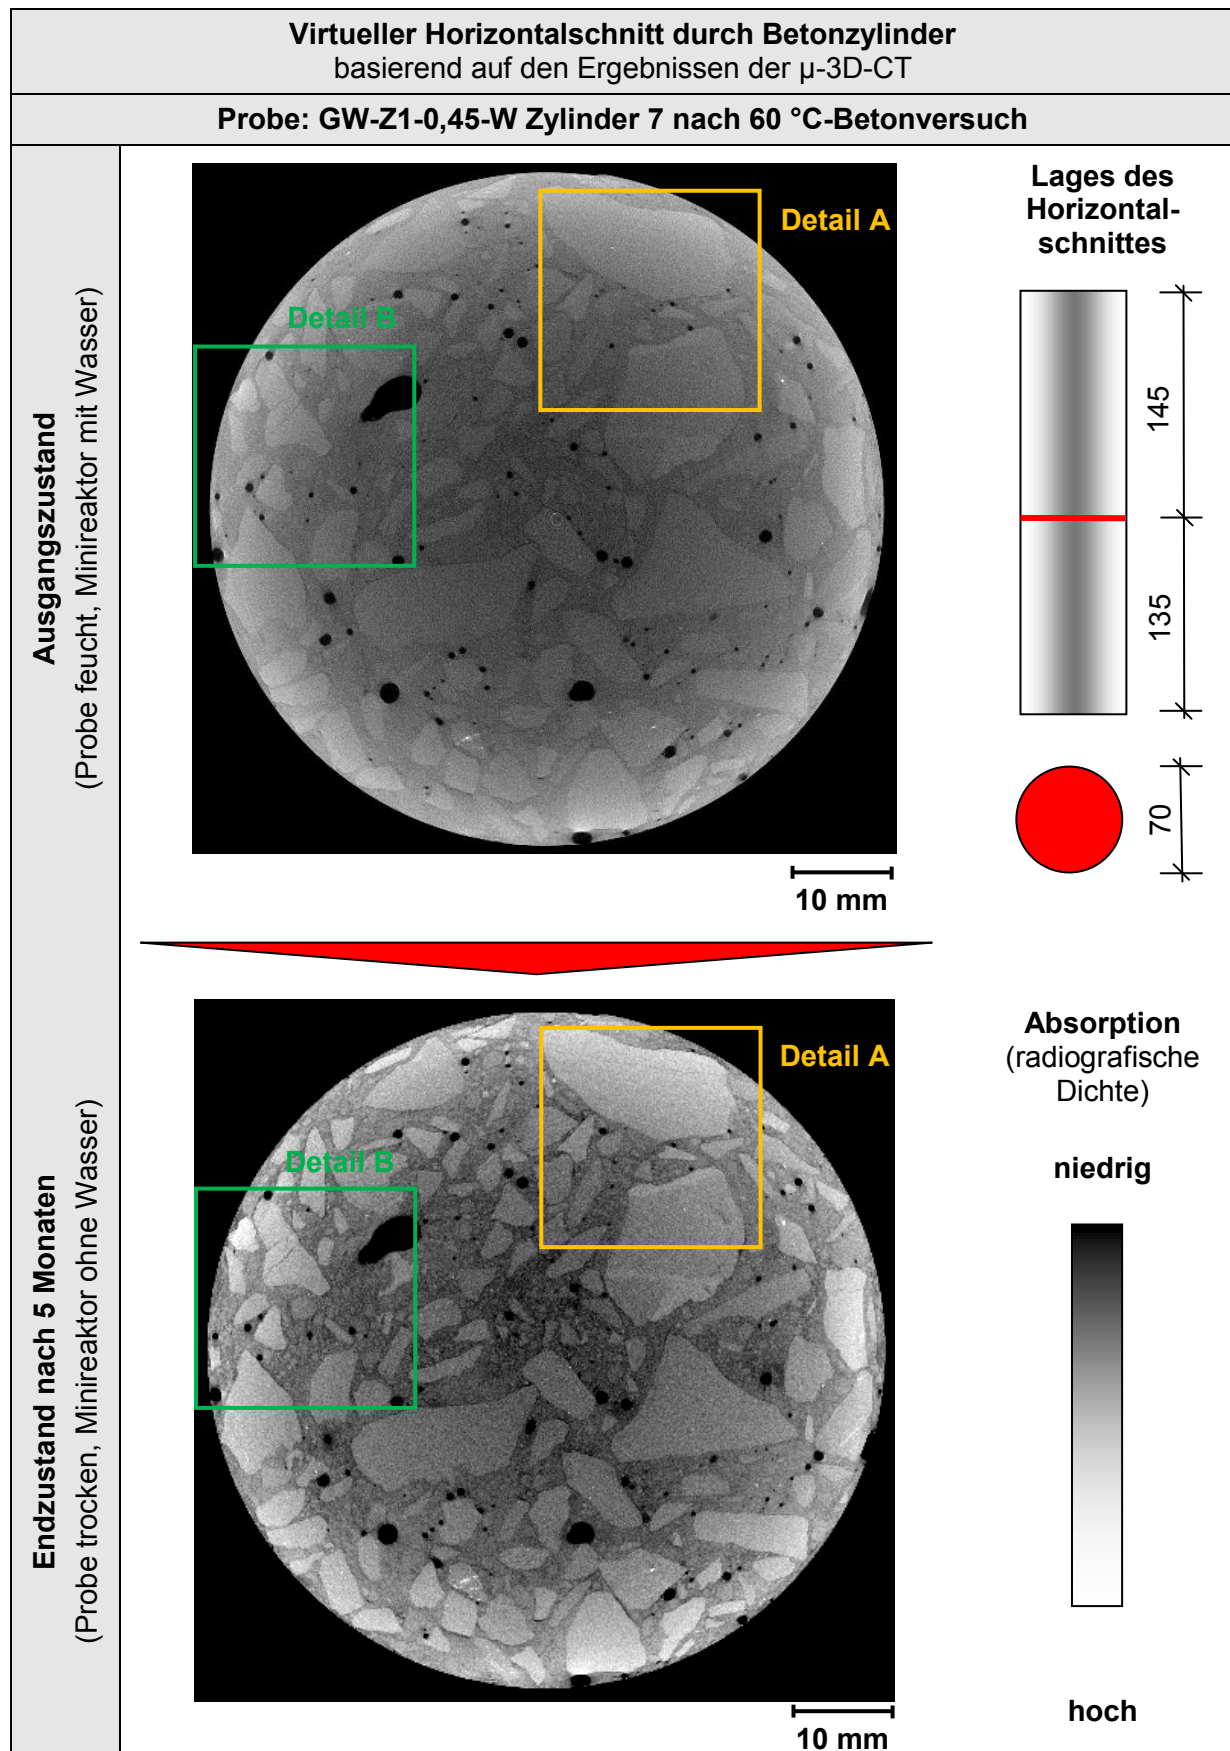 Virtueller Horizontalschnitt durch Betonzylinder
basierend auf den Ergebnissen der µ-3D-CT
Probe: GW-Z1-0,45-W Zylinder 7 nach 60 °C-Betonversuch
Ausgangszustand
(Probe feucht, Minireaktor mit Wasser)
Detail A
Detail B
10 mm
Lages des
Horizontal-
schnittes
145
135
70
Endzustand nach 5 Monaten
(Probe trocken, Minireaktor ohne Wasser)
Detail A
Detail B
10 mm
Absorption
(radiografische
Dichte)
niedrig
hoch